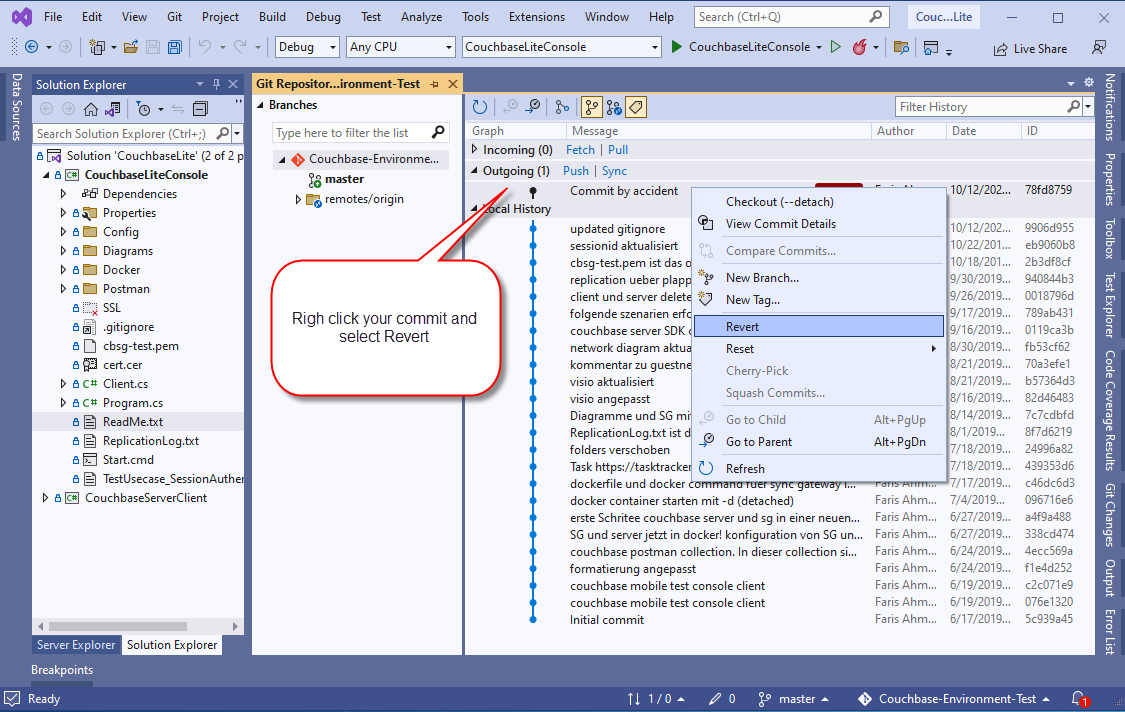 File Edit View Git Project Build Debug Test Analyze Tools Extensions Window Help Search (Ctrl+Q) Couc...Lite
Debug Any CPU CouchbaseLiteConsole CouchbaseLiteConsole Live Share
Data Sources
Solution Explorer
Search Solution Explorer (Ctrl+;)
Solution 'CouchbaseLite' (2 of 2 p
CouchbaseLiteConsole
Dependencies
Properties
Config
Diagrams
Docker
Postman
SSL
.gitignore
cbsg-test.pem
cert.cer
C# Client.cs
C# Program.cs
ReadMe.txt
ReplicationLog.txt
Start.cmd
TestUsecase_SessionAuther
CouchbaseServerClient
Server Explorer Solution Explorer
Git Repositor...ironment-Test
Branches
Type here to filter the list
Couchbase-Environme...
master
remotes/origin
Filter History
Graph Message Author Date ID
Incoming (0) Fetch | Pull
Outgoing (1) Push | Sync
Commit by accident 10/12/202... 78fd8759
Local History
updated gitignore 10/12/202... 9906d955
sessionid aktualisiert 10/22/201... eb9060b8
cbsg-test.pem ist das o 10/18/201... 2b3df8cf
replication ueber plapp 9/30/2019... 940844b3
client und server delete 9/26/2019... 0018796d
folgende szenarien erfo 9/17/2019... 789ab431
couchbase server SDK 9/16/2019... 0119ca3b
network diagram aktua 8/30/2019... fb53cf62
kommentar zu guestne 8/21/2019... 70a3efe1
visio aktualisiert 8/21/2019... b57364d3
visio angepasst 8/16/2019... 82d46483
Diagramme und SG mit 8/14/2019... 7c7cdbfd
ReplicationLog.txt ist d 8/1/2019... 8f7d6219
folders verschoben 7/18/2019... 24996a82
Task https://tasktracker 7/18/2019... 439353d6
dockerfile und docker command fuer sync gateway i... Faris Ahm... 7/17/2019... c46dc6d3
docker container starten mit -d (detached) Faris Ahm... 7/4/2019... 096716e6
erste Schritee couchbase server und sg in einer neuen... Faris Ahm... 6/27/2019... a4f9a488
SG und server jetzt in docker! konfiguration von SG un... Faris Ahm... 6/27/2019... 338cd474
couchbase postman collection. In dieser collection si... Faris Ahm... 6/24/2019... 4ecc569a
formatierung angepasst Faris Ahm... 6/24/2019... f1e4d252
couchbase mobile test console client Faris Ahm... 6/19/2019... c2c071e9
couchbase mobile test console client Faris Ahm... 6/19/2019... 076e1320
Initial commit Faris Ahm... 6/17/2019... 5c939a45
Checkout (--detach)
View Commit Details
Compare Commits...
New Branch...
New Tag...
Revert
Reset
Cherry-Pick
Squash Commits...
Go to Child Alt+PgUp
Go to Parent Alt+PgDn
Refresh
Righ click your commit and
select Revert
Notifications
Properties
Toolbox
Test Explorer
Code Coverage Results
Git Changes
Output
Error List
Breakpoints
Ready 1 / 0 0 master Couchbase-Environment-Test 1